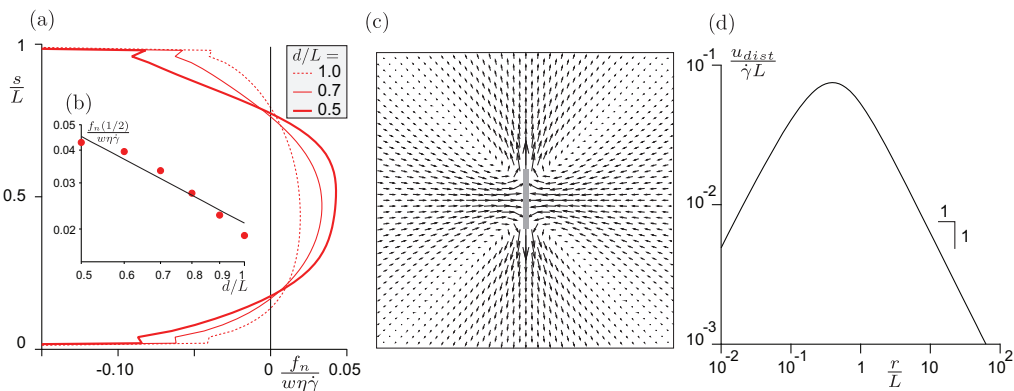 (a)
1
s/L
0.5
0
-0.10
0
0.05
f_n/wηγ̇
d/L =
1.0
0.7
0.5
(b)
f_n(1/2)/wηγ̇
0.05
0.04
0.03
0.02
0.5
0.6
0.7
0.8
0.9
1
d/L
(c)
(d)
u_dist/γ̇L
10^-1
10^-2
10^-3
10^-2
10^-1
1
10
10^2
r/L
1
1